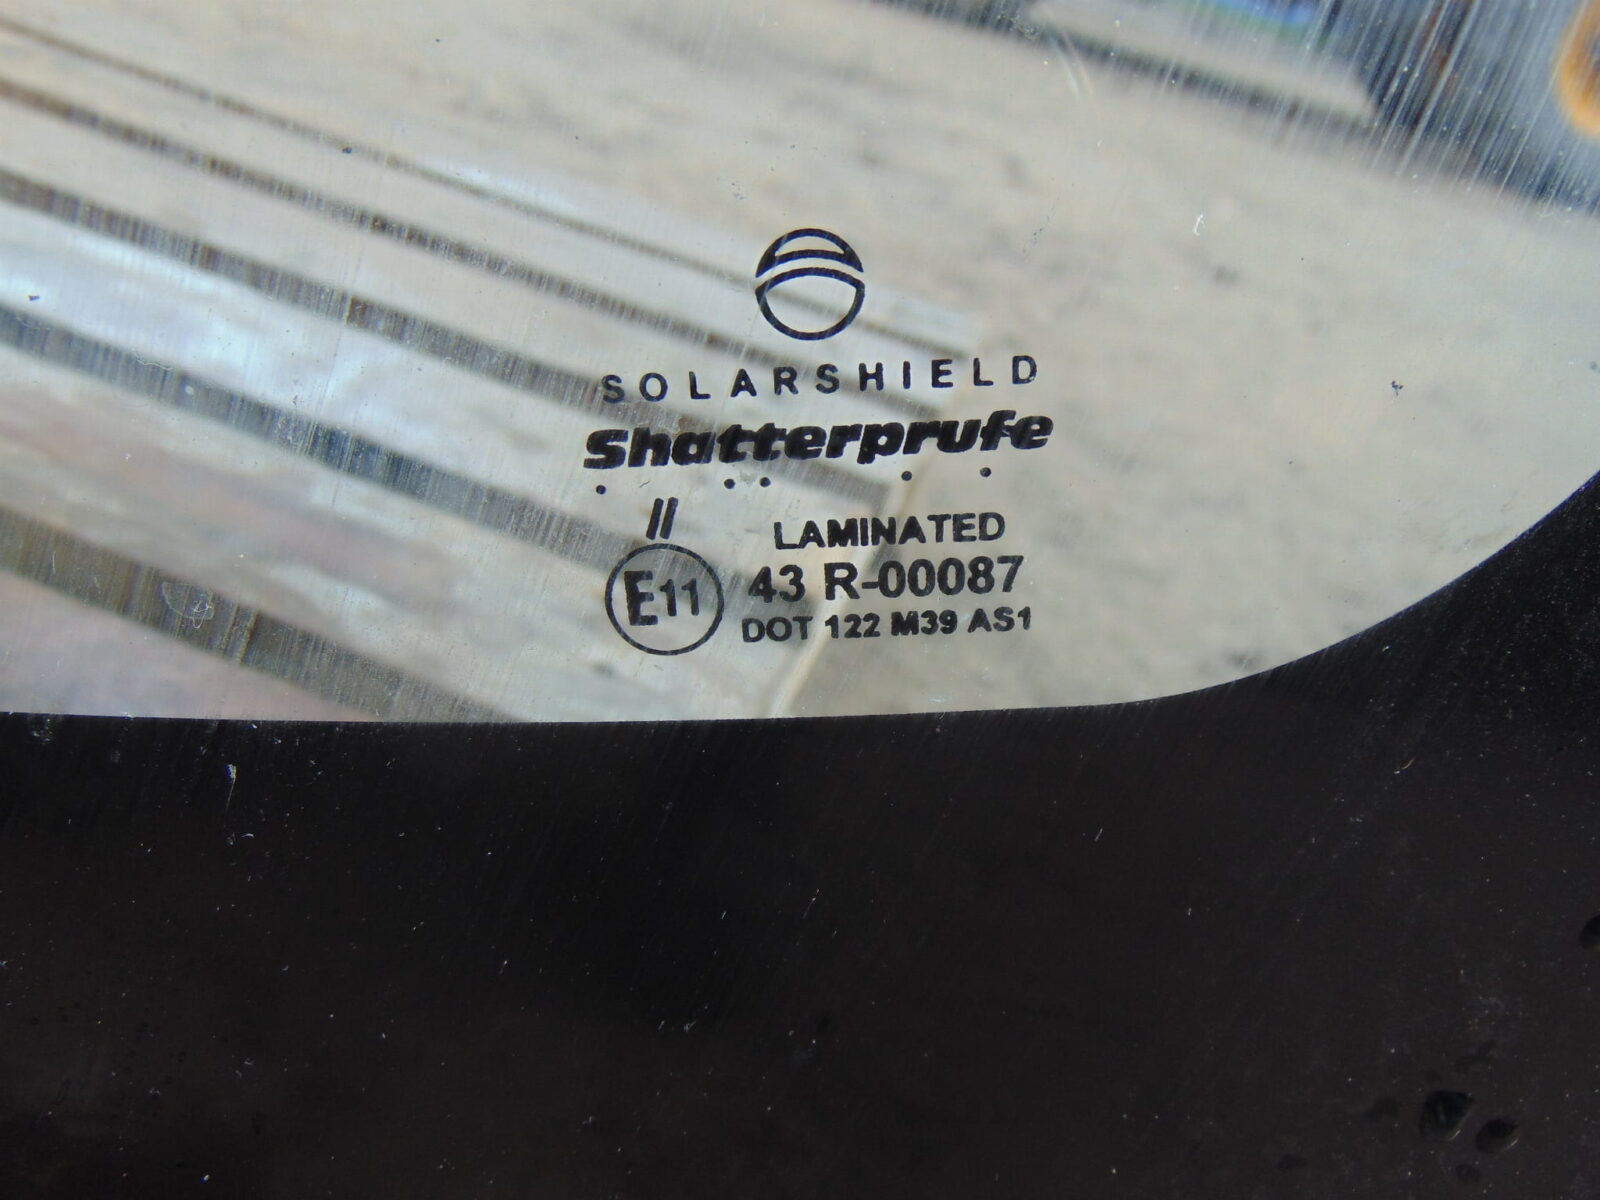 SOLARSHIELD
Shatterprufe
II
E11
LAMINATED
43 R-00087
DOT 122 M39 AS1